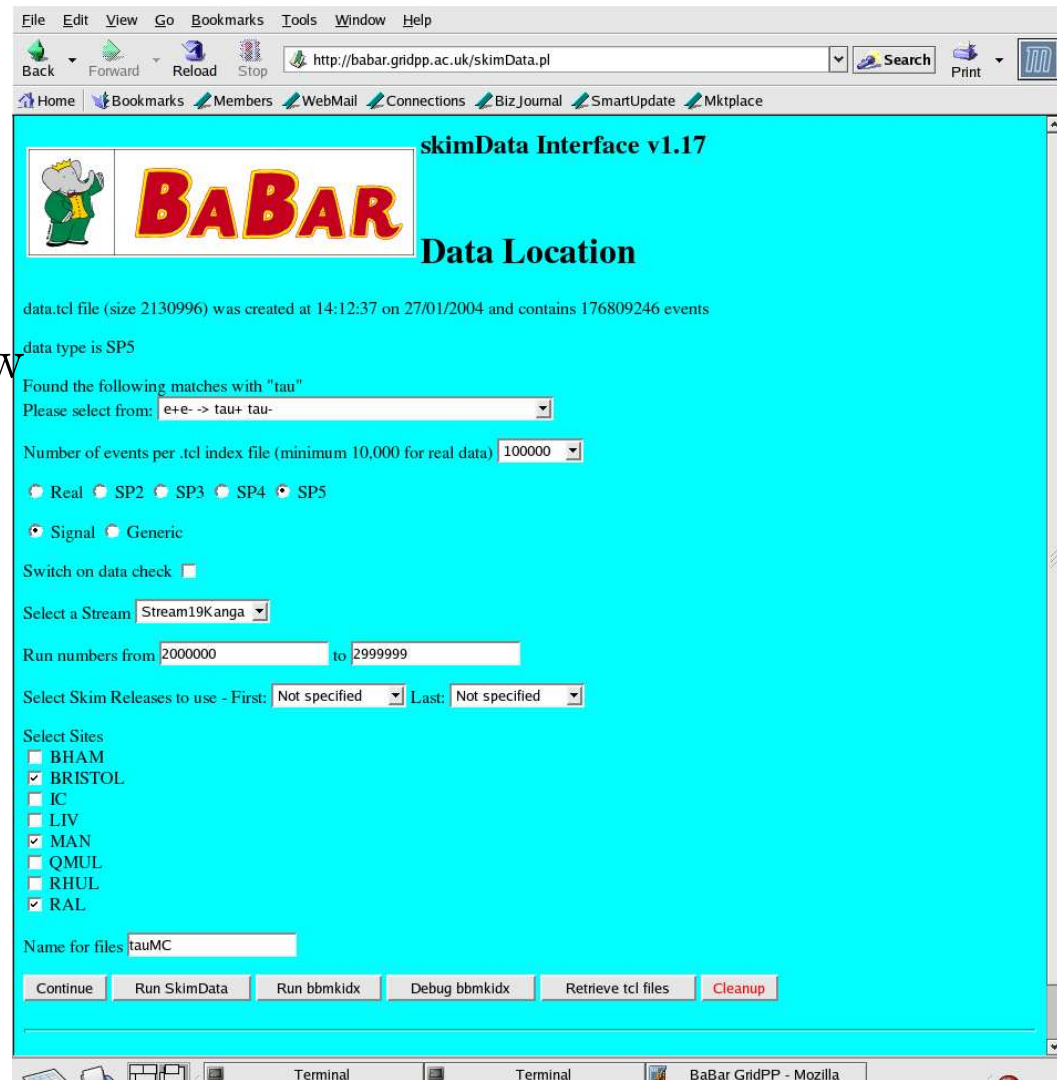 File Edit View Go Bookmarks Tools Window Help
Back Forward Reload Stop http://babar.gridpp.ac.uk/skimData.pl Search Print
Home Bookmarks Members WebMail Connections BizJournal SmartUpdate Mktplace
BABAR
skimData Interface v1.17
Data Location
data.tcl file (size 2130996) was created at 14:12:37 on 27/01/2004 and contains 176809246 events
data type is SP5
w
Found the following matches with "tau"
Please select from: e+e- -> tau+ tau-
Number of events per .tcl index file (minimum 10,000 for real data) 100000
Real SP2 SP3 SP4 SP5
Signal Generic
Switch on data check
Select a Stream Stream19Kanga
Run numbers from 2000000 to 2999999
Select Skim Releases to use - First: Not specified Last: Not specified
Select Sites
BHAM
BRISTOL
IC
LIV
MAN
QMUL
RHUL
RAL
Name for files tauMC
Continue Run SkimData Run bbmkidx Debug bbmkidx Retrieve tcl files Cleanup
Terminal Terminal BaBar GridPP - Mozilla